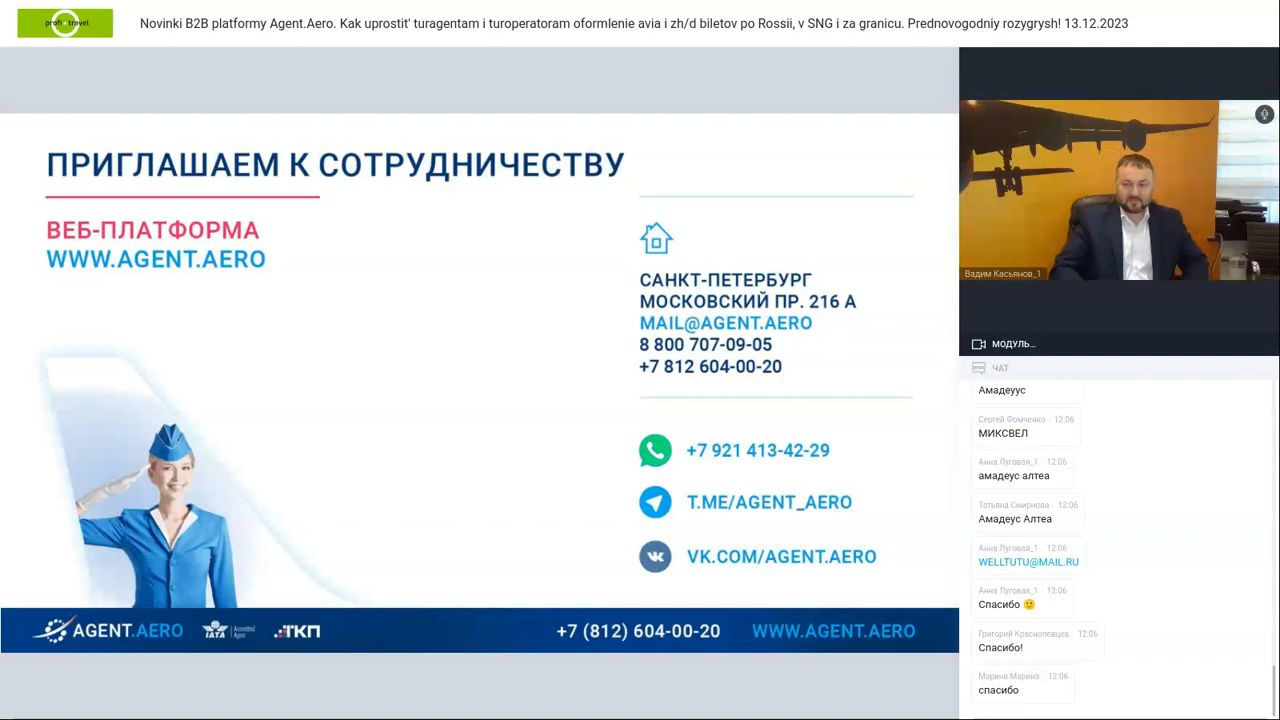 profi travel
Novinki B2B platformy Agent.Aero. Kak uprostit' turagentam i turoperatoram oformlenie avia i zh/d biletov po Rossii, v SNG i za granicu. Prednovogodniy rozygrysh! 13.12.2023
ПРИГЛАШАЕМ К СОТРУДНИЧЕСТВУ
ВЕБ-ПЛАТФОРМА
WWW.AGENT.AERO
САНКТ-ПЕТЕРБУРГ
МОСКОВСКИЙ ПР. 216 А
MAIL@AGENT.AERO
8 800 707-09-05
+7 812 604-00-20
+7 921 413-42-29
T.ME/AGENT_AERO
VK.COM/AGENT.AERO
AGENT.AERO
IATA Accredited Agent
ТКП
+7 (812) 604-00-20
WWW.AGENT.AERO
Вадим Касьянов_1
МОДУЛЬ...
ЧАТ
Амадеуус
Сергей Фомченко 12:06
МИКСВЕЛ
Анна Луговая_1 12:06
амадеус алтеа
Татьяна Смирнова 12:06
Амадеус Алтеа
Анна Луговая_1 12:06
WELLTUTU@MAIL.RU
Анна Луговая_1 12:06
Спасибо 🙂
Григорий Краснопевцев 12:06
Спасибо!
Марина Марина 12:06
спасибо